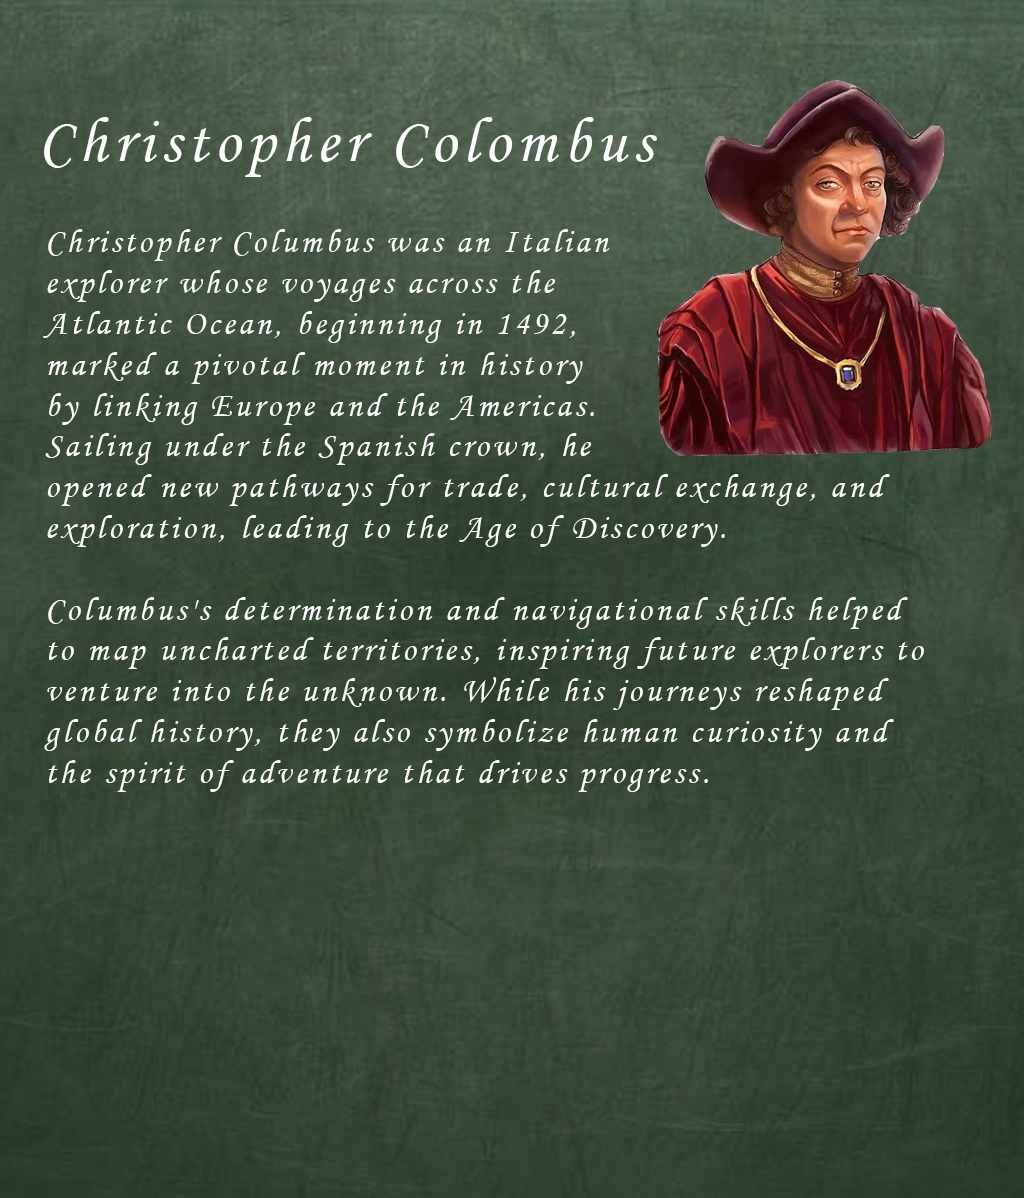 Christopher Colombus
Christopher Columbus was an Italian
explorer whose voyages across the
Atlantic Ocean, beginning in 1492,
marked a pivotal moment in history
by linking Europe and the Americas.
Sailing under the Spanish crown, he
opened new pathways for trade, cultural exchange, and
exploration, leading to the Age of Discovery.
Columbus's determination and navigational skills helped
to map uncharted territories, inspiring future explorers to
venture into the unknown. While his journeys reshaped
global history, they also symbolize human curiosity and
the spirit of adventure that drives progress.